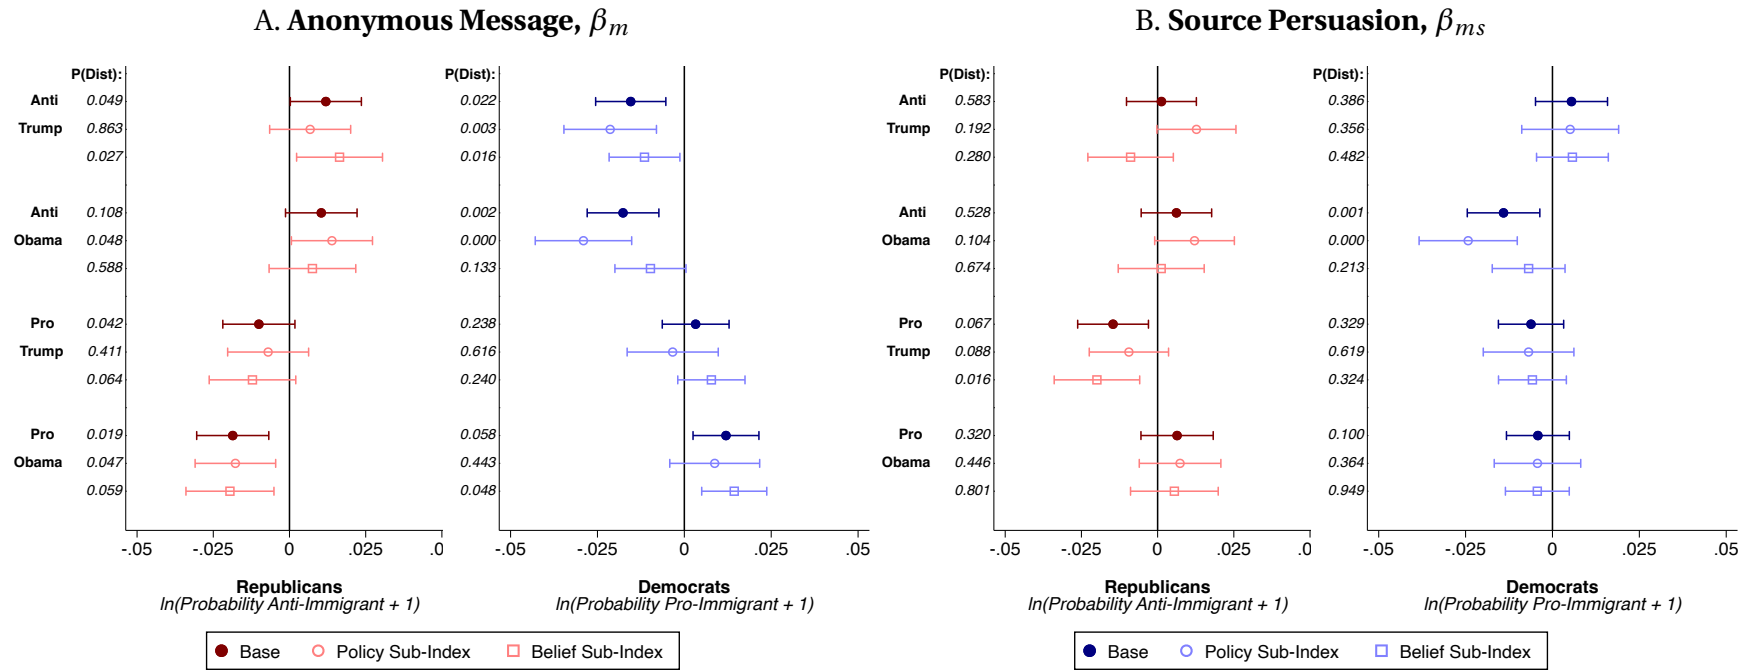 A. Anonymous Message, βm
B. Source Persuasion, βms
P(Dist):
Anti 0.049
Trump 0.863
0.027
Anti 0.108
Obama 0.048
0.588
Pro 0.042
Trump 0.411
0.064
Pro 0.019
Obama 0.047
0.059
-.05 -.025 0 .025 .0
Republicans
ln(Probability Anti-Immigrant + 1)
P(Dist):
0.022
0.003
0.016
0.002
0.000
0.133
0.238
0.616
0.240
0.058
0.443
0.048
-.05 -.025 0 .025 .05
Democrats
ln(Probability Pro-Immigrant + 1)
Base Policy Sub-Index Belief Sub-Index
P(Dist):
Anti 0.583
Trump 0.192
0.280
Anti 0.528
Obama 0.104
0.674
Pro 0.067
Trump 0.088
0.016
Pro 0.320
Obama 0.446
0.801
-.05 -.025 0 .025 .0
Republicans
ln(Probability Anti-Immigrant + 1)
P(Dist):
0.386
0.356
0.482
0.001
0.000
0.213
0.329
0.619
0.324
0.100
0.364
0.949
-.05 -.025 0 .025 .05
Democrats
ln(Probability Pro-Immigrant + 1)
Base Policy Sub-Index Belief Sub-Index